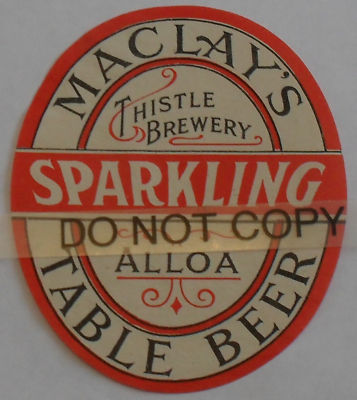 MACLAY'S
THISTLE
BREWERY
SPARKLING
DO NOT COPY
ALLOA
TABLE BEER